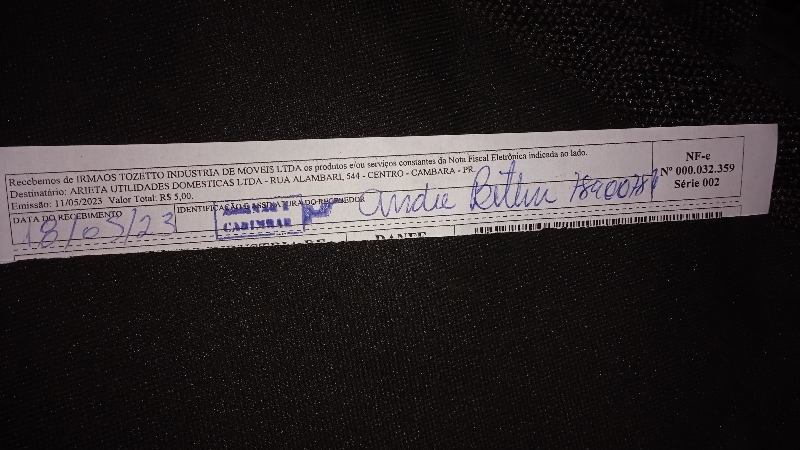 Recebemos de IRMAOS TOZETTO INDUSTRIA DE MOVEIS LTDA os produtos e/ou serviços constantes da Nota Fiscal Eletrônica indicada ao lado.
Destinatário: ARIETA UTILIDADES DOMESTICAS LTDA - RUA ALAMBARI, 544 - CENTRO - CAMBARA - PR
Emissão: 11/05/2023 Valor Total: R$ 5,00.
NF-e
Nº 000.032.359
Série 002
DATA DO RECEBIMENTO
18/05/23
IDENTIFICAÇÃO E ASSINATURA DO RECEBEDOR
Andre
DANFE